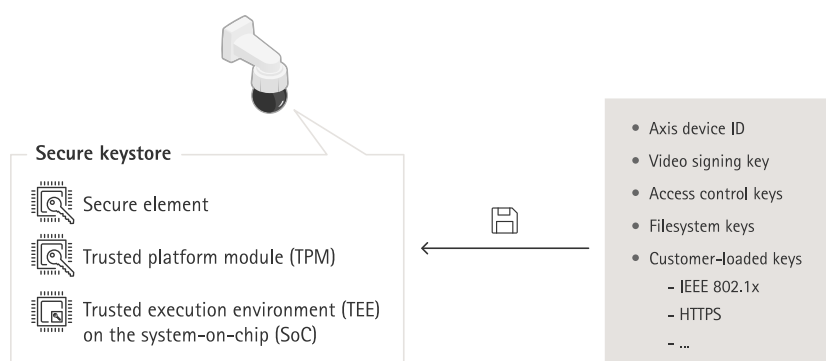 Secure keystore
Secure element
Trusted platform module (TPM)
Trusted execution environment (TEE)
on the system-on-chip (SoC)
• Axis device ID
• Video signing key
• Access control keys
• Filesystem keys
• Customer-loaded keys
- IEEE 802.1x
- HTTPS
- ...